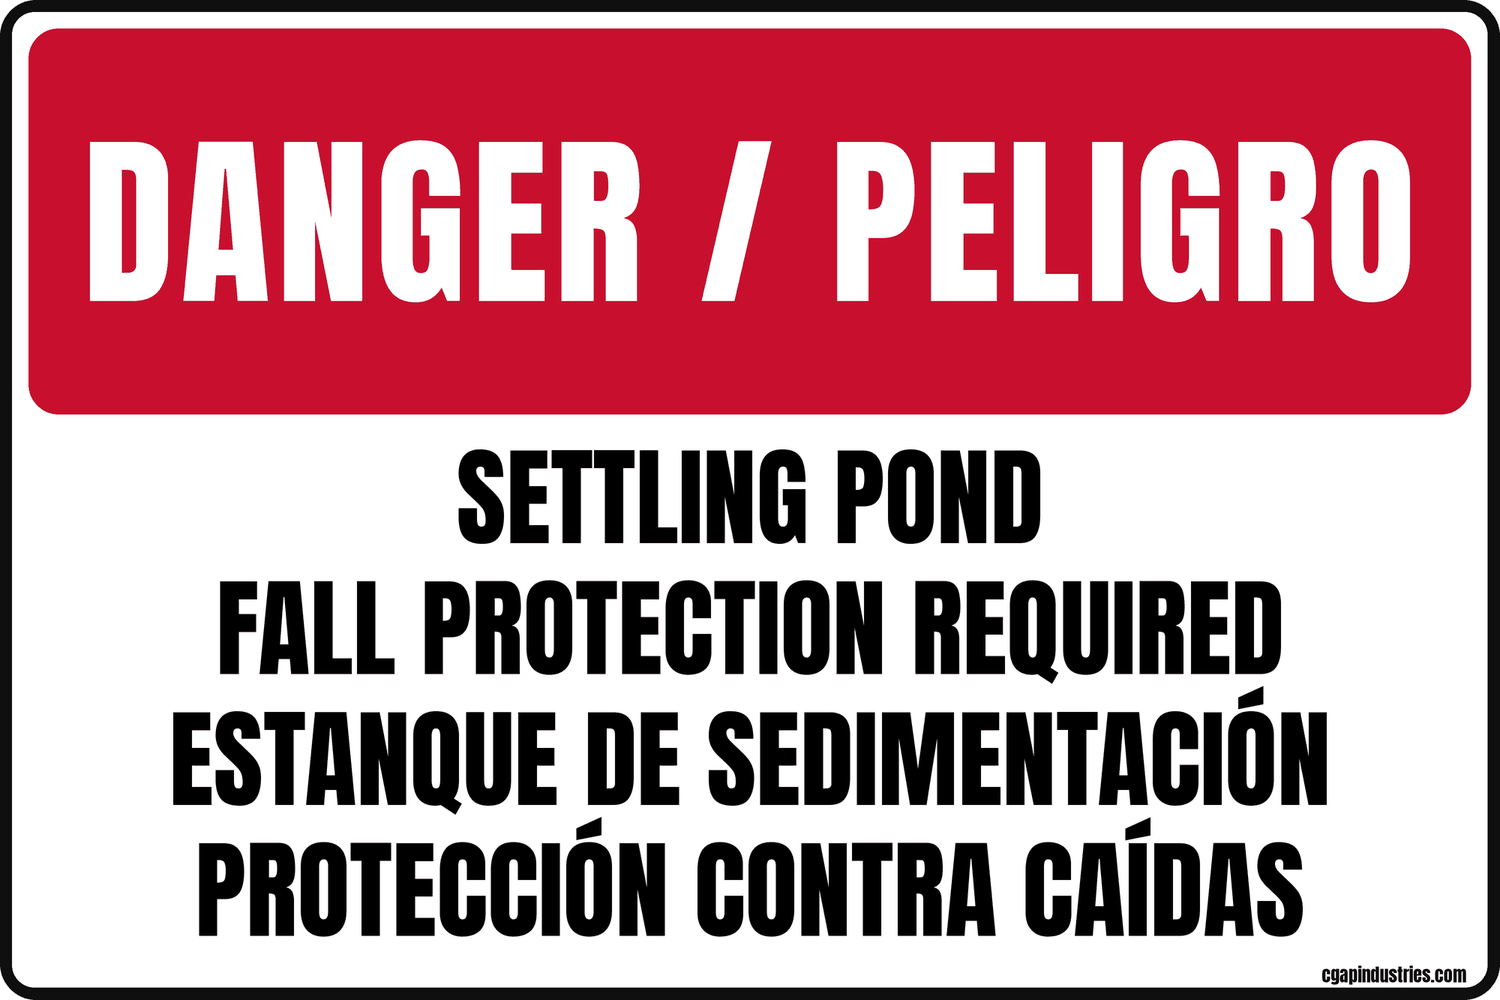 DANGER / PELIGRO
SETTLING POND
FALL PROTECTION REQUIRED
ESTANQUE DE SEDIMENTACIÓN
PROTECCIÓN CONTRA CAÍDAS
cgapindustries.com